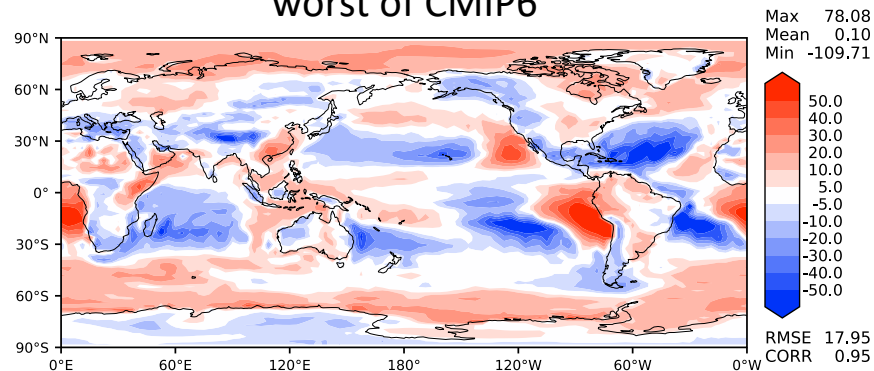 worst of CMIP6
Max 78.08
Mean 0.10
Min -109.71
90°N
60°N
30°N
0°
30°S
60°S
90°S
0°E
60°E
120°E
180°
120°W
60°W
0°W
50.0
40.0
30.0
20.0
10.0
5.0
-5.0
-10.0
-20.0
-30.0
-40.0
-50.0
RMSE 17.95
CORR 0.95